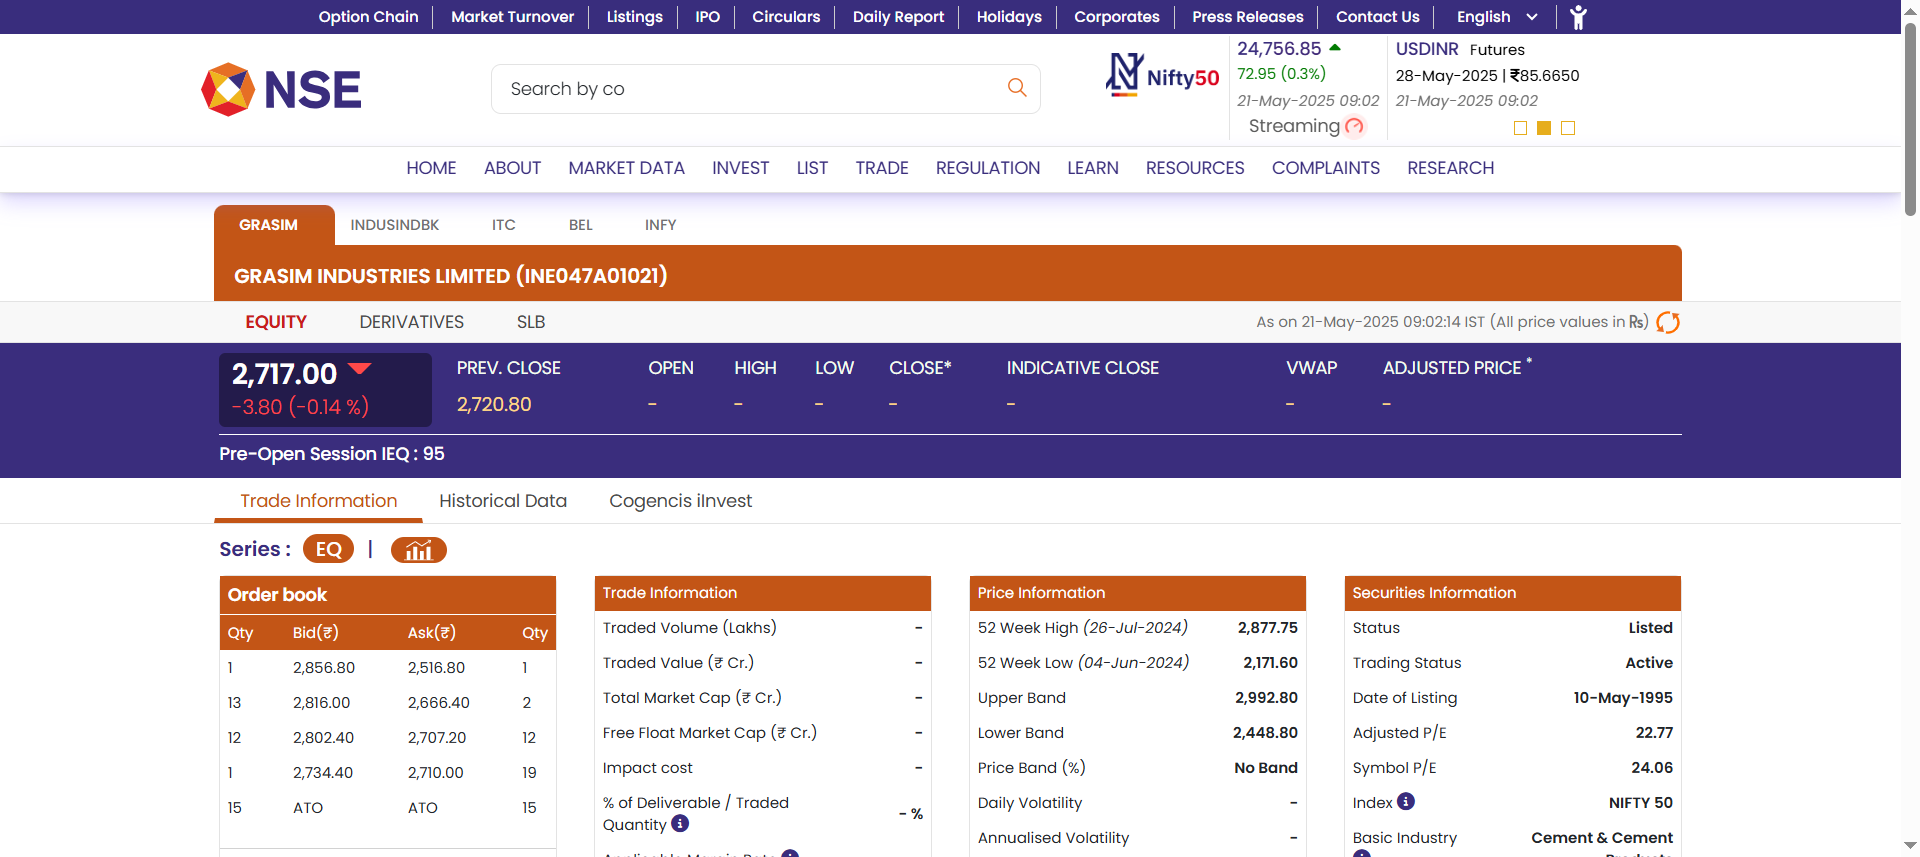 Option Chain Market Turnover Listings IPO Circulars Daily Report Holidays Corporates Press Releases Contact Us English
NSE
Search by co
Nifty50
24,756.85
72.95 (0.3%)
21-May-2025 09:02
Streaming
USDINR Futures
28-May-2025 | ₹85.6650
21-May-2025 09:02
HOME ABOUT MARKET DATA INVEST LIST TRADE REGULATION LEARN RESOURCES COMPLAINTS RESEARCH
GRASIM INDUSINDBK ITC BEL INFY
GRASIM INDUSTRIES LIMITED (INE047A01021)
EQUITY DERIVATIVES SLB As on 21-May-2025 09:02:14 IST (All price values in ₨)
2,717.00
-3.80 (-0.14 %)
PREV. CLOSE OPEN HIGH LOW CLOSE* INDICATIVE CLOSE VWAP ADJUSTED PRICE *
2,720.80 - - - - - - -
Pre-Open Session IEQ : 95
Trade Information Historical Data Cogencis iInvest
Series : EQ |
Order book
Qty Bid(₹) Ask(₹) Qty
1 2,856.80 2,516.80 1
13 2,816.00 2,666.40 2
12 2,802.40 2,707.20 12
1 2,734.40 2,710.00 19
15 ATO ATO 15
Trade Information
Traded Volume (Lakhs) -
Traded Value (₹ Cr.) -
Total Market Cap (₹ Cr.) -
Free Float Market Cap (₹ Cr.) -
Impact cost -
% of Deliverable / Traded
Quantity - %
Applicable Margin Rate
Price Information
52 Week High (26-Jul-2024) 2,877.75
52 Week Low (04-Jun-2024) 2,171.60
Upper Band 2,992.80
Lower Band 2,448.80
Price Band (%) No Band
Daily Volatility -
Annualised Volatility -
Securities Information
Status Listed
Trading Status Active
Date of Listing 10-May-1995
Adjusted P/E 22.77
Symbol P/E 24.06
Index NIFTY 50
Basic Industry Cement & Cement
Products